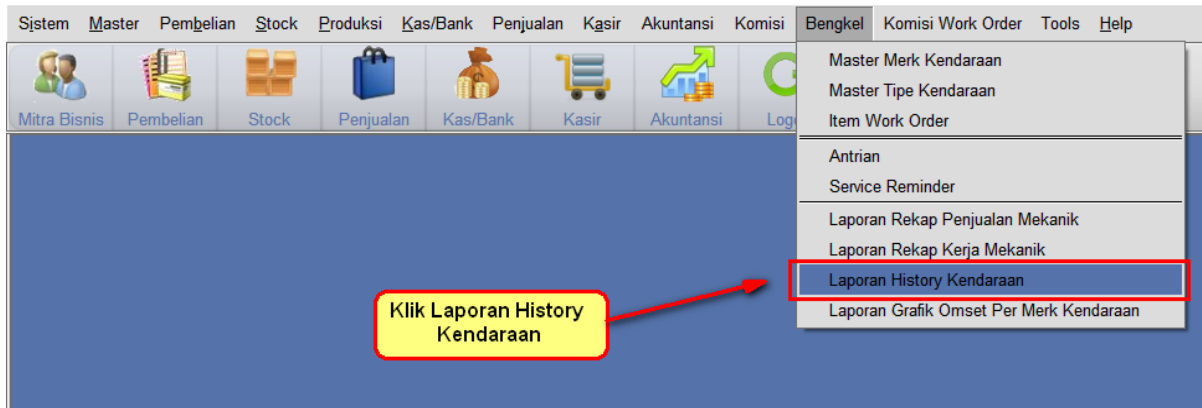 Sistem Master Pembelian Stock Produksi Kas/Bank Penjualan Kasir Akuntansi Komisi Bengkel Komisi Work Order Tools Help
Mitra Bisnis Pembelian Stock Penjualan Kas/Bank Kasir Akuntansi
Master Merk Kendaraan
Master Tipe Kendaraan
Item Work Order
Antrian
Service Reminder
Laporan Rekap Penjualan Mekanik
Laporan Rekap Kerja Mekanik
Laporan History Kendaraan
Laporan Grafik Omset Per Merk Kendaraan
Klik Laporan History
Kendaraan